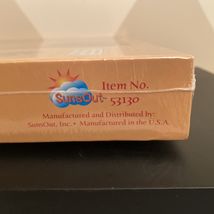 SunsOut
Item No.
53130
Manufactured and Distributed by:
SunsOut, Inc. • Manufactured in the U.S.A.